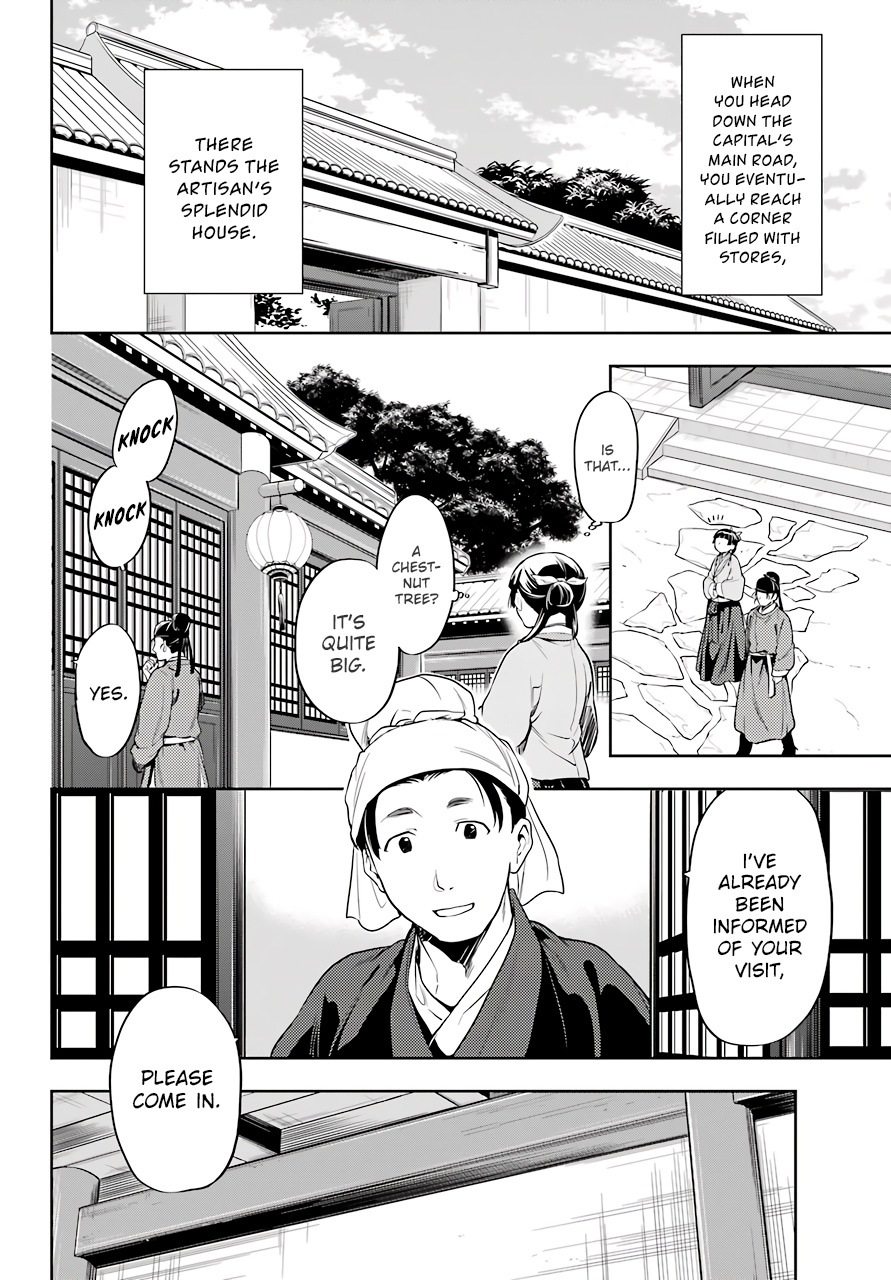 WHEN
YOU HEAD
DOWN THE
CAPITAL'S
MAIN ROAD,
YOU EVENTU-
ALLY REACH
A CORNER
FILLED WITH
STORES,
THERE
STANDS THE
ARTISAN'S
SPLENDID
HOUSE.
IS
THAT...
A
CHEST-
NUT
TREE?
IT'S
QUITE
BIG.
KNOCK
KNOCK
YES.
I'VE
ALREADY
BEEN
INFORMED
OF YOUR
VISIT,
PLEASE
COME IN.